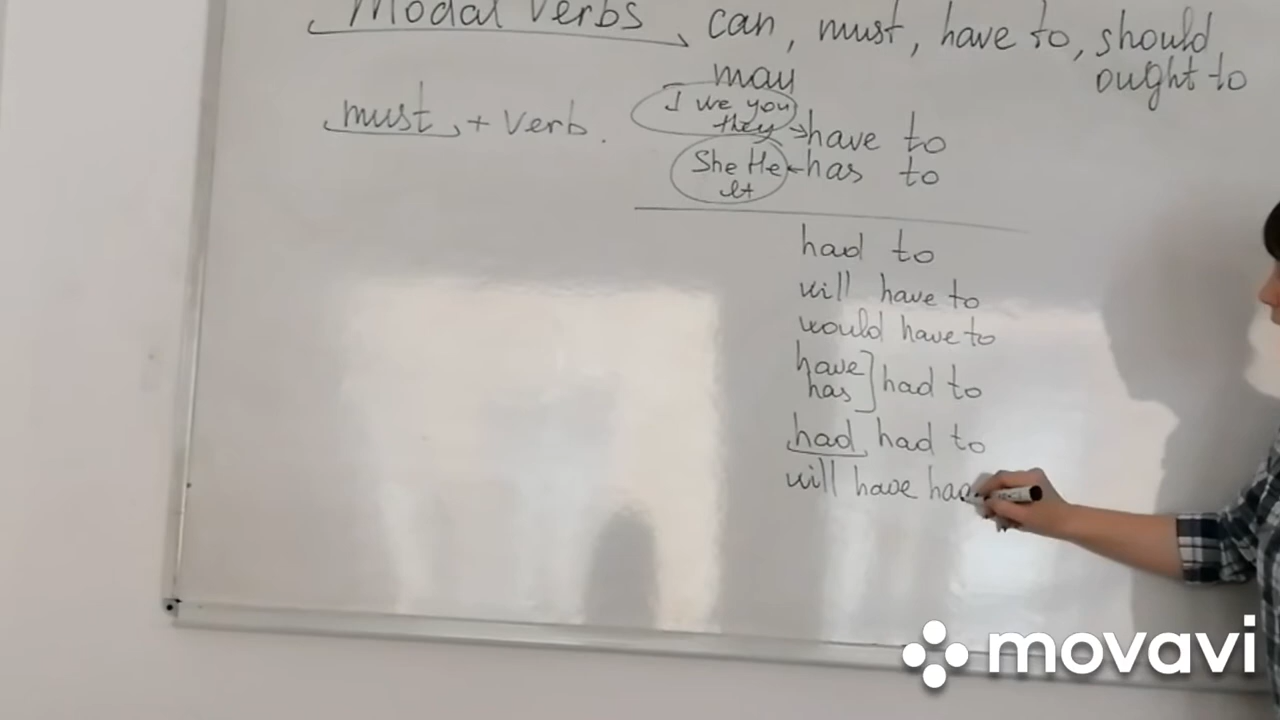 Modal Verbs can, must, have to, should,
may ought to
must + verb.
I we you
they → have to
She He ← has to
it
had to
will have to
would have to
have
has ] had to
had had to
will have had
movavi